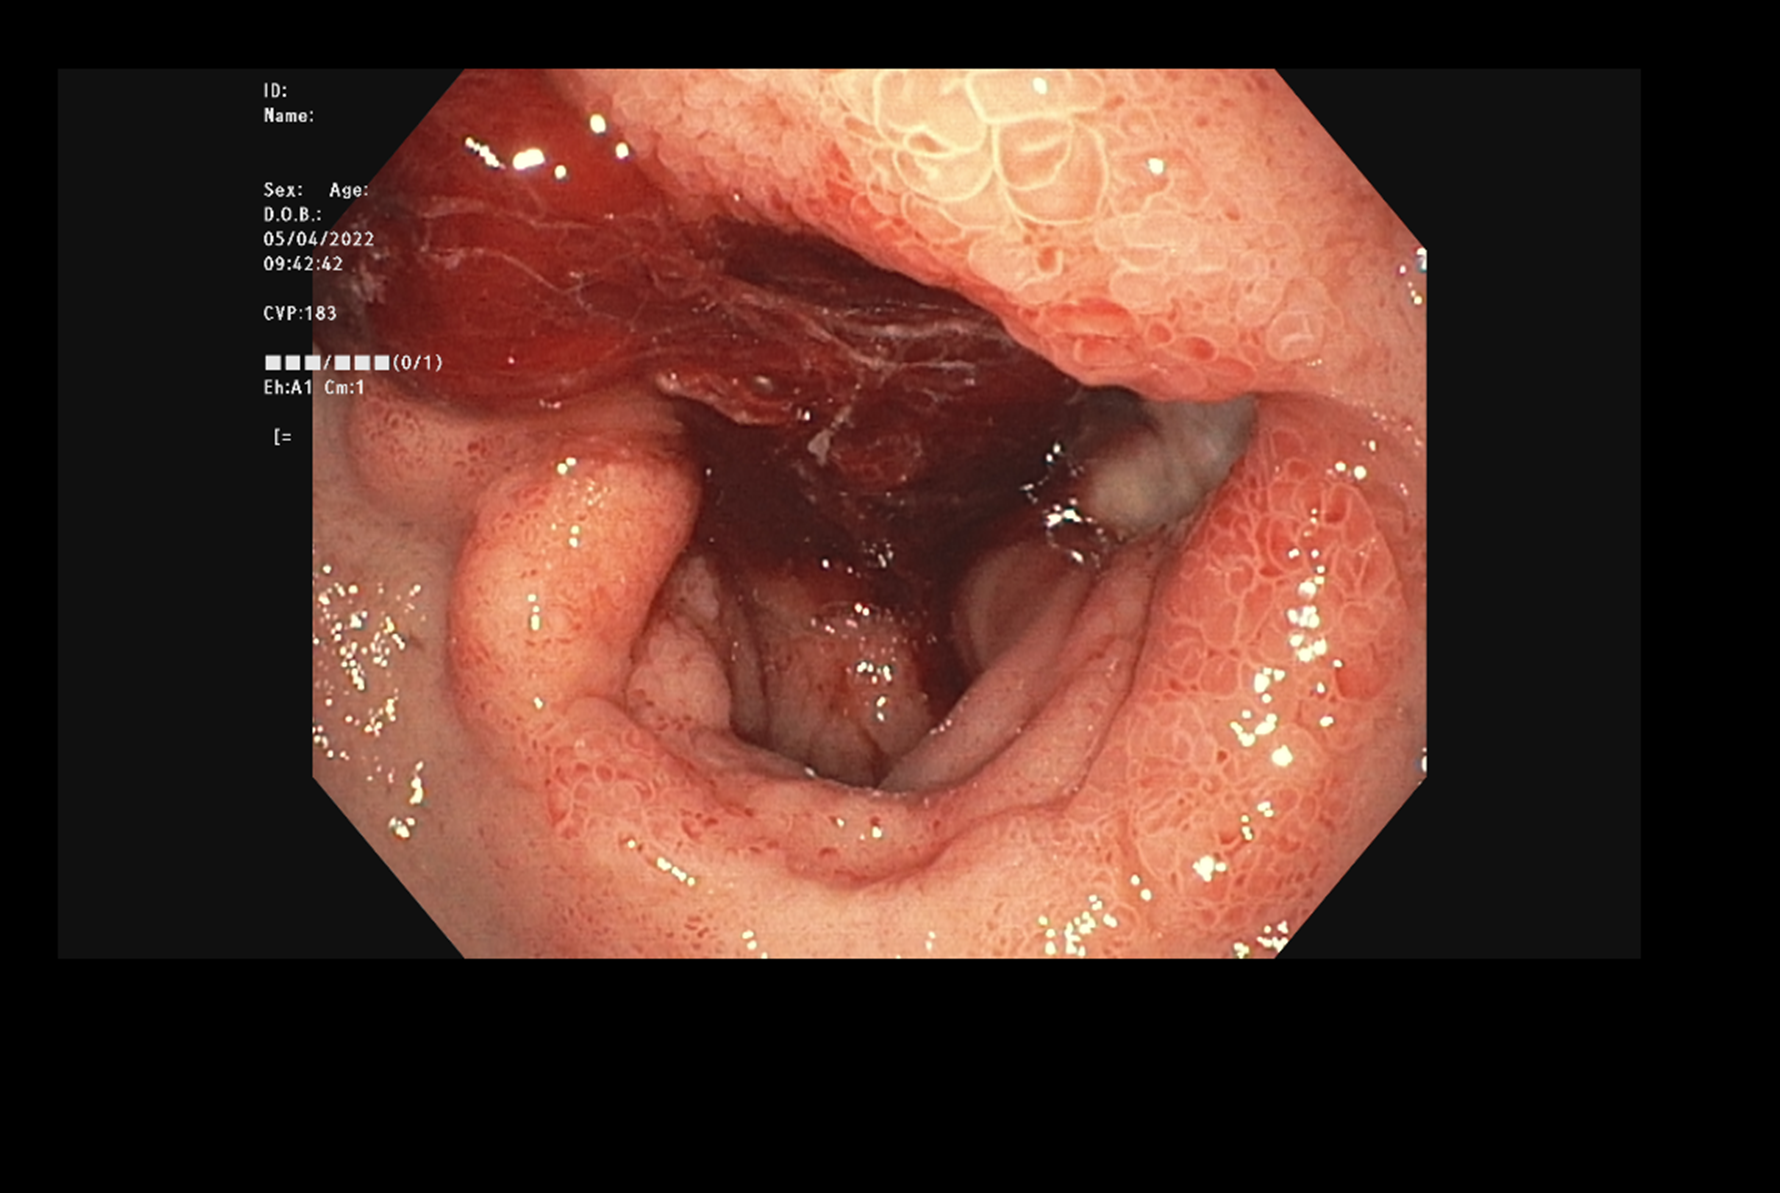 ID:
Name:
Sex: Age:
D.O.B.:
05/04/2022
09:42:42
CVP:183
■■■/■■■(0/1)
Eh:A1 Cm:1
[=